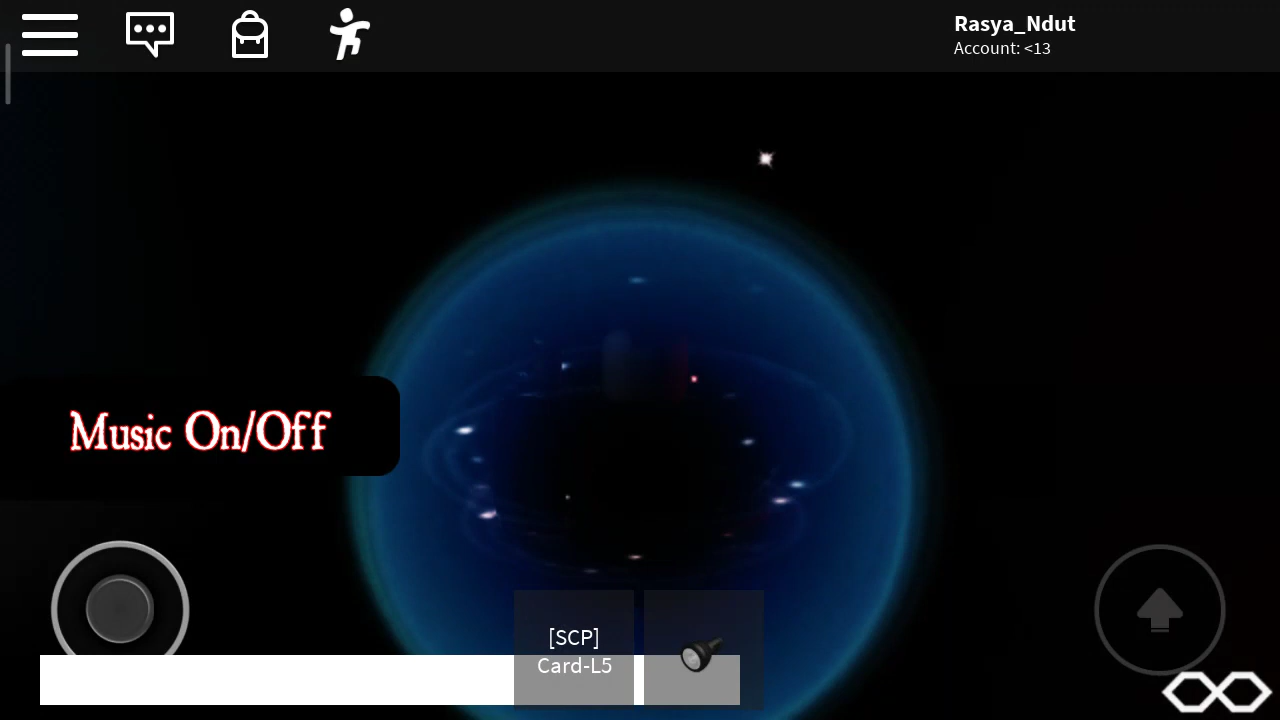 Rasya_Ndut
Account: <13
Music On/Off
[SCP]
Card-L5